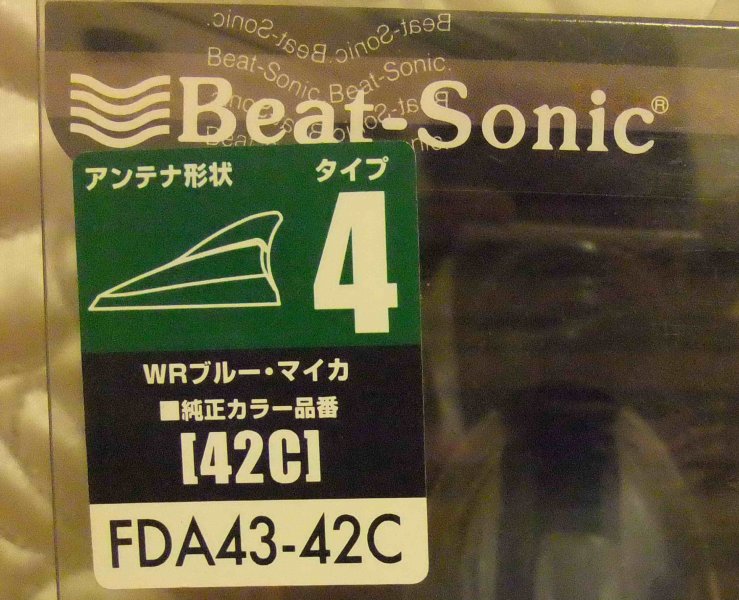 Beat-Sonic.Beat-Sonic.
Beat-Sonic.Beat-Sonic.
Beat-Sonic®
アンテナ形状
タイプ
4
WRブルー・マイカ
■純正カラー品番
[42C]
FDA43-42C